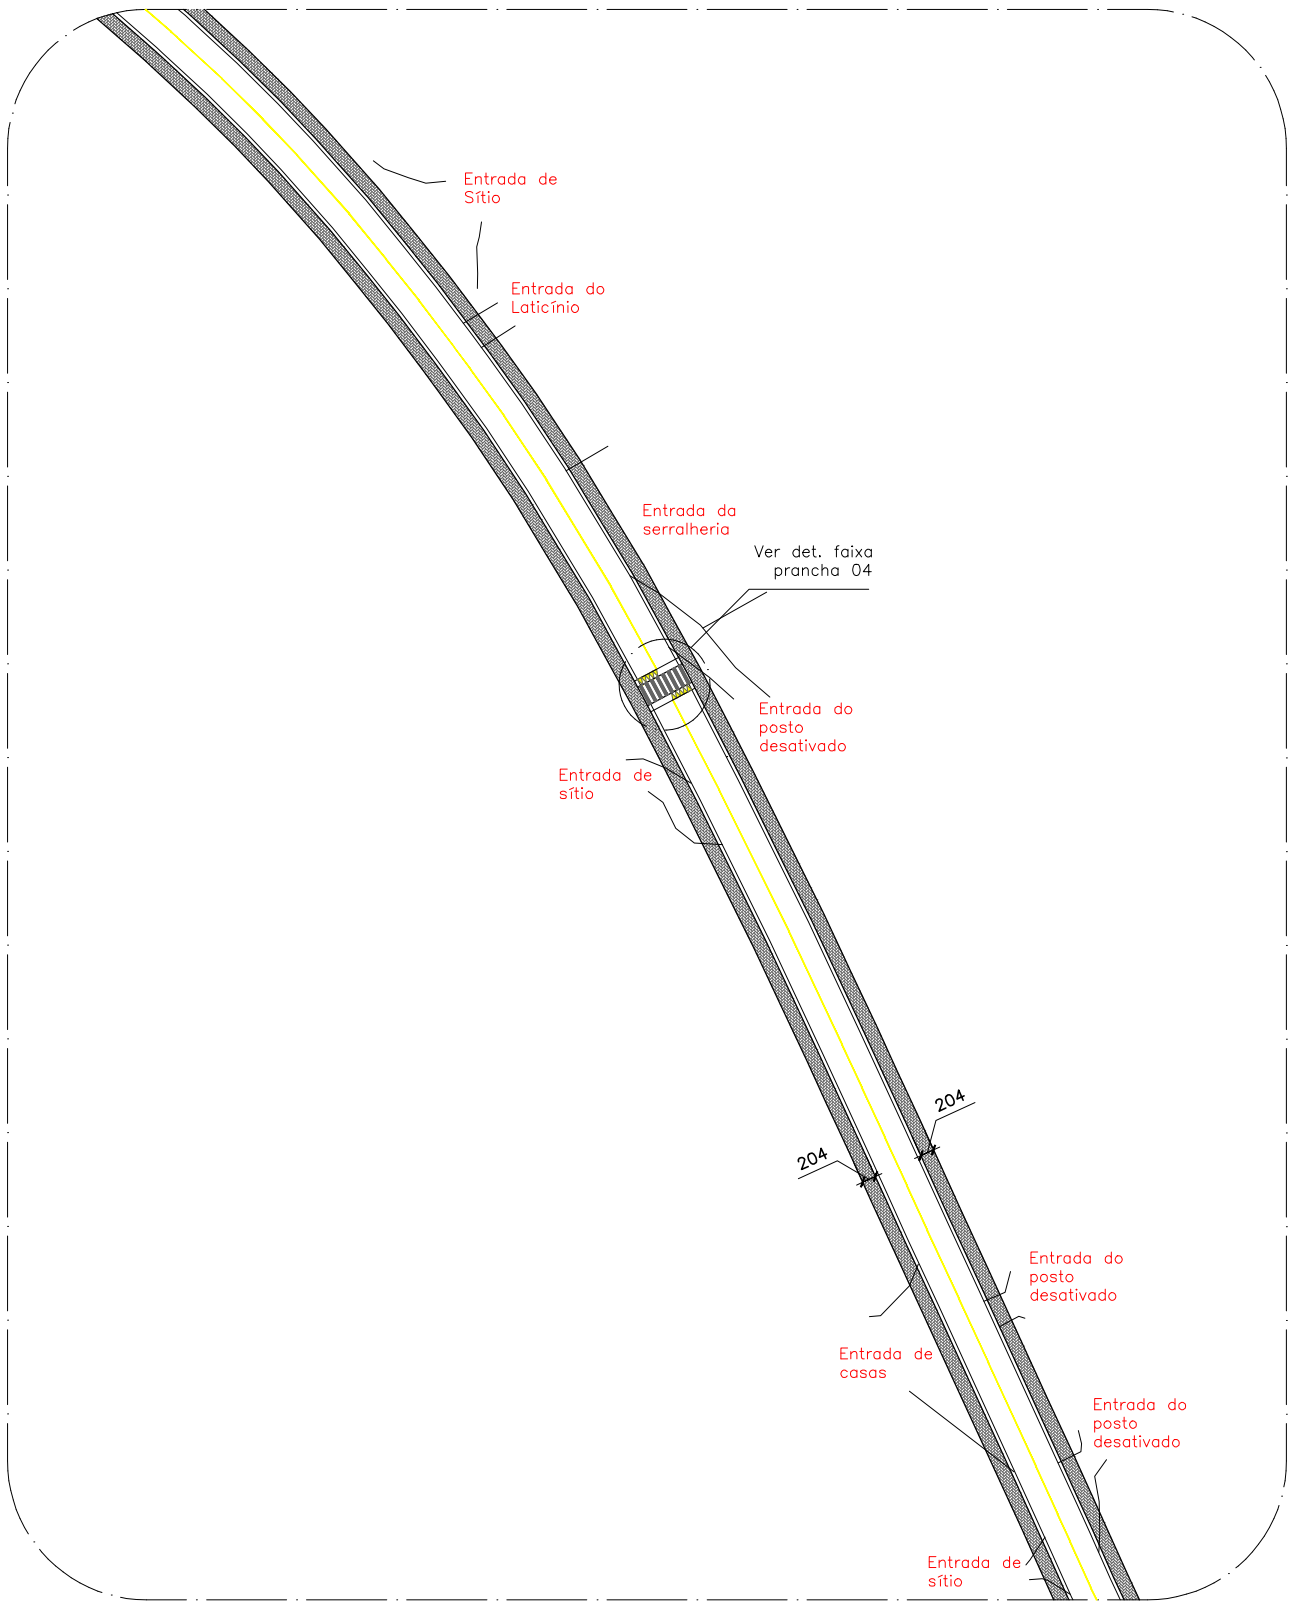 Entrada de
Sítio
Entrada do
Laticínio
Entrada da
serralheria
Ver det. faixa
prancha 04
Entrada do
posto
desativado
Entrada de
sítio
204
204
Entrada do
posto
desativado
Entrada de
casas
Entrada do
posto
desativado
Entrada de
sítio